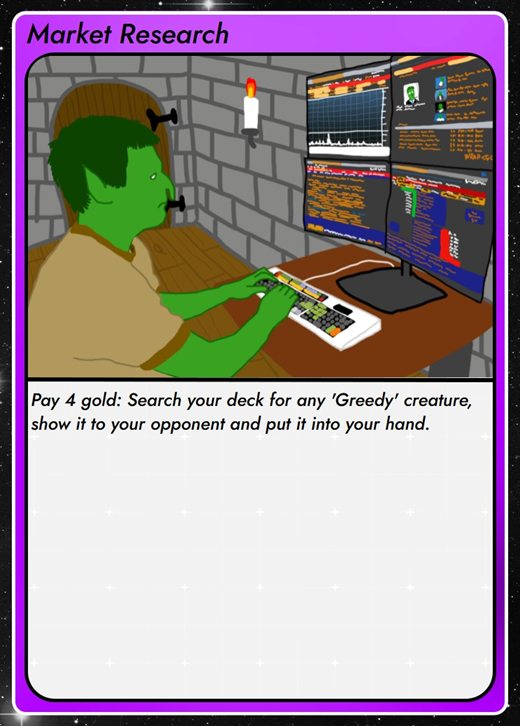 Market Research
Pay 4 gold: Search your deck for any 'Greedy' creature,
show it to your opponent and put it into your hand.